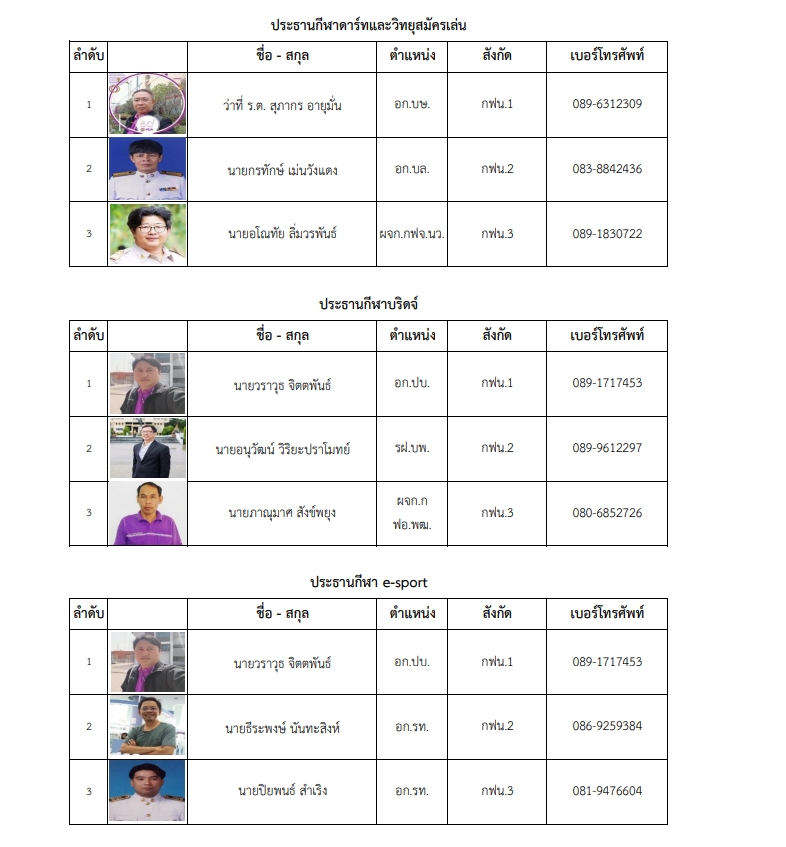 ประธานกีฬาดาร์ทและวิทยุสมัครเล่น
ลำดับ ชื่อ - สกุล ตำแหน่ง สังกัด เบอร์โทรศัพท์
1 ว่าที่ ร.ต. สุภากร อายุมั่น อก.บษ. กฟน.1 089-6312309
2 นายกรทักษ์ เม่นวังแดง อก.บล. กฟน.2 083-8842436
3 นายอโณทัย ลิ่มวรพันธ์ ผจก.กฟจ.นว. กฟน.3 089-1830722
ประธานกีฬาบริดจ์
ลำดับ ชื่อ - สกุล ตำแหน่ง สังกัด เบอร์โทรศัพท์
1 นายวราวุธ จิตตพันธ์ อก.ปบ. กฟน.1 089-1717453
2 นายอนุวัฒน์ วิริยะปราโมทย์ รฝ.บพ. กฟน.2 089-9612297
3 นายภาณุมาศ สังข์พยุง ผจก.ก
ฟอ.พฒ. กฟน.3 080-6852726
ประธานกีฬา e-sport
ลำดับ ชื่อ - สกุล ตำแหน่ง สังกัด เบอร์โทรศัพท์
1 นายวราวุธ จิตตพันธ์ อก.ปบ. กฟน.1 089-1717453
2 นายธีระพงษ์ นันทะสิงห์ อก.รท. กฟน.2 086-9259384
3 นายปิยพนธ์ สำเริง อก.รท. กฟน.3 081-9476604